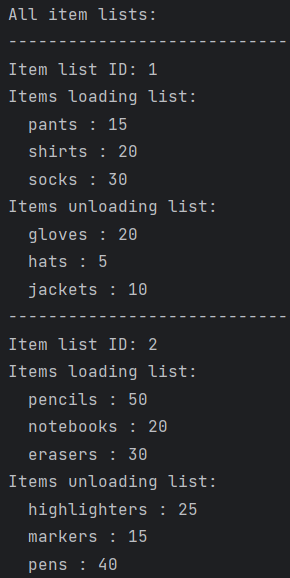 All item lists:
----------------------------
Item list ID: 1
Items loading list:
  pants : 15
  shirts : 20
  socks : 30
Items unloading list:
  gloves : 20
  hats : 5
  jackets : 10
----------------------------
Item list ID: 2
Items loading list:
  pencils : 50
  notebooks : 20
  erasers : 30
Items unloading list:
  highlighters : 25
  markers : 15
  pens : 40